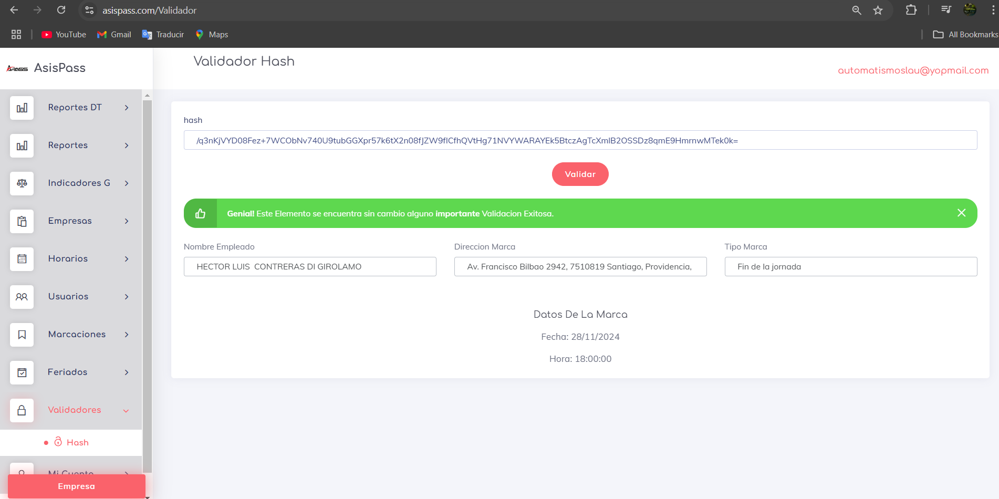 asispass.com/Validador
YouTube
Gmail
Traducir
Maps
All Bookmarks
APASS AsisPass
Validador Hash
automatismoslau@yopmail.com
Reportes DT
Reportes
Indicadores G
Empresas
Horarios
Usuarios
Marcaciones
Feriados
Validadores
Hash
Mi Cuenta
Empresa
hash
/q3nKjVYD08Fez+7WCObNv740U9tubGGXpr57k6tX2n08fJZW9fICfhQVtHg71NVYWARAYEk5BtczAgTcXmIB2OSSDz8qmE9HmrnwMTek0k=
Validar
Genial! Este Elemento se encuentra sin cambio alguno importante Validacion Exitosa.
Nombre Empleado
HECTOR LUIS  CONTRERAS DI GIROLAMO
Direccion Marca
Av. Francisco Bilbao 2942, 7510819 Santiago, Providencia,
Tipo Marca
Fin de la jornada
Datos De La Marca
Fecha: 28/11/2024
Hora: 18:00:00